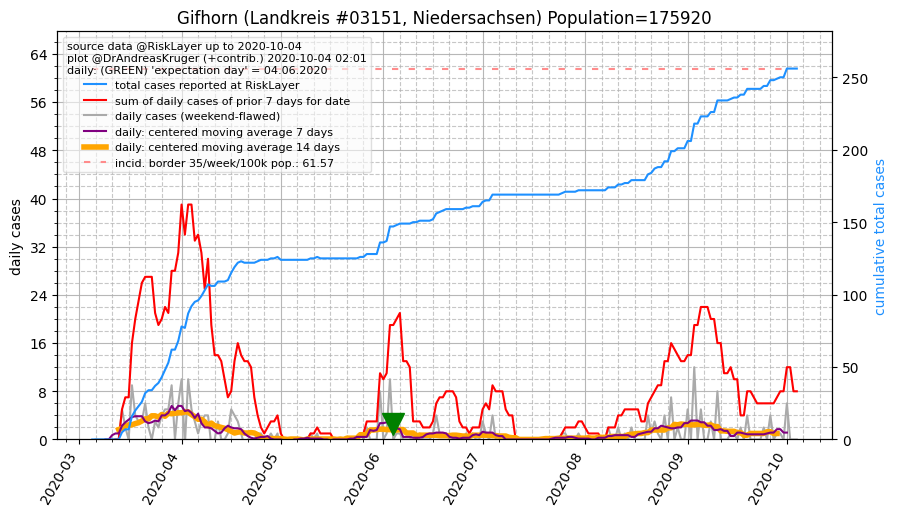 Gifhorn (Landkreis #03151, Niedersachsen) Population=175920
source data @RiskLayer up to 2020-10-04
plot @DrAndreasKruger (+contrib.) 2020-10-04 02:01
daily: (GREEN) 'expectation day' = 04.06.2020
total cases reported at RiskLayer
sum of daily cases of prior 7 days for date
daily cases (weekend-flawed)
daily: centered moving average 7 days
daily: centered moving average 14 days
incid. border 35/week/100k pop.: 61.57
daily cases
64
56
48
40
32
24
16
8
0
cumulative total cases
250
200
150
100
50
0
2020-03
2020-04
2020-05
2020-06
2020-07
2020-08
2020-09
2020-10